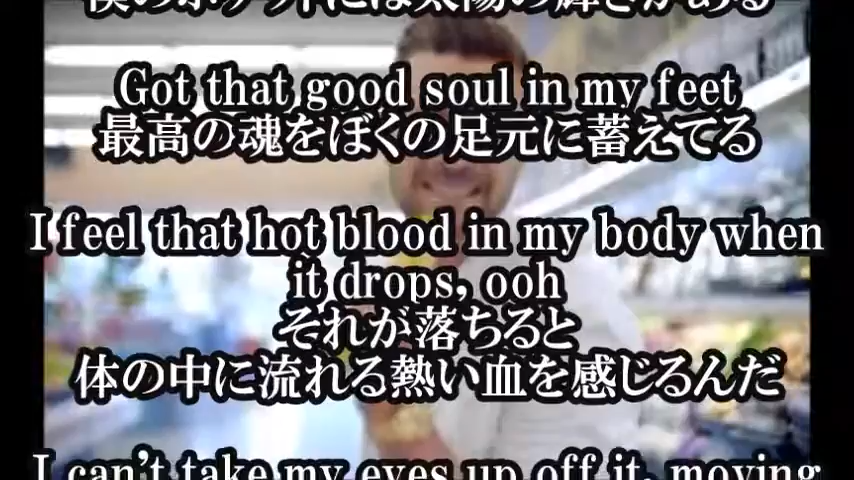 僕のポケットには太陽の輝きがある
Got that good soul in my feet
最高の魂をぼくの足元に蓄えてる
I feel that hot blood in my body when
it drops, ooh
それが落ちると
体の中に流れる熱い血を感じるんだ
I can't take my eyes up off it, moving